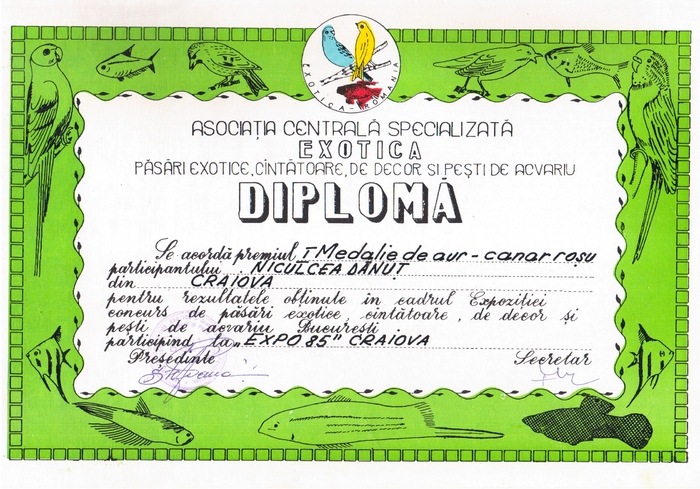 EXOTICA - ROMANIA
ASOCIAȚIA CENTRALĂ SPECIALIZATĂ
EXOTICA
PĂSĂRI EXOTICE, CÎNTĂTOARE, DE DECOR SI PEȘTI DE ACVARIU
DIPLOMĂ
Se acordă premiul I Medalie de aur - canar roșu
participantului NICULCEA DĂNUȚ
din CRAIOVA
pentru rezultatele obținute în cadrul Expoziției
concurs de păsări exotice, cîntătoare, de décor și
pești de acvariu București
participînd la „EXPO 85" CRAIOVA
Președinte Secretar